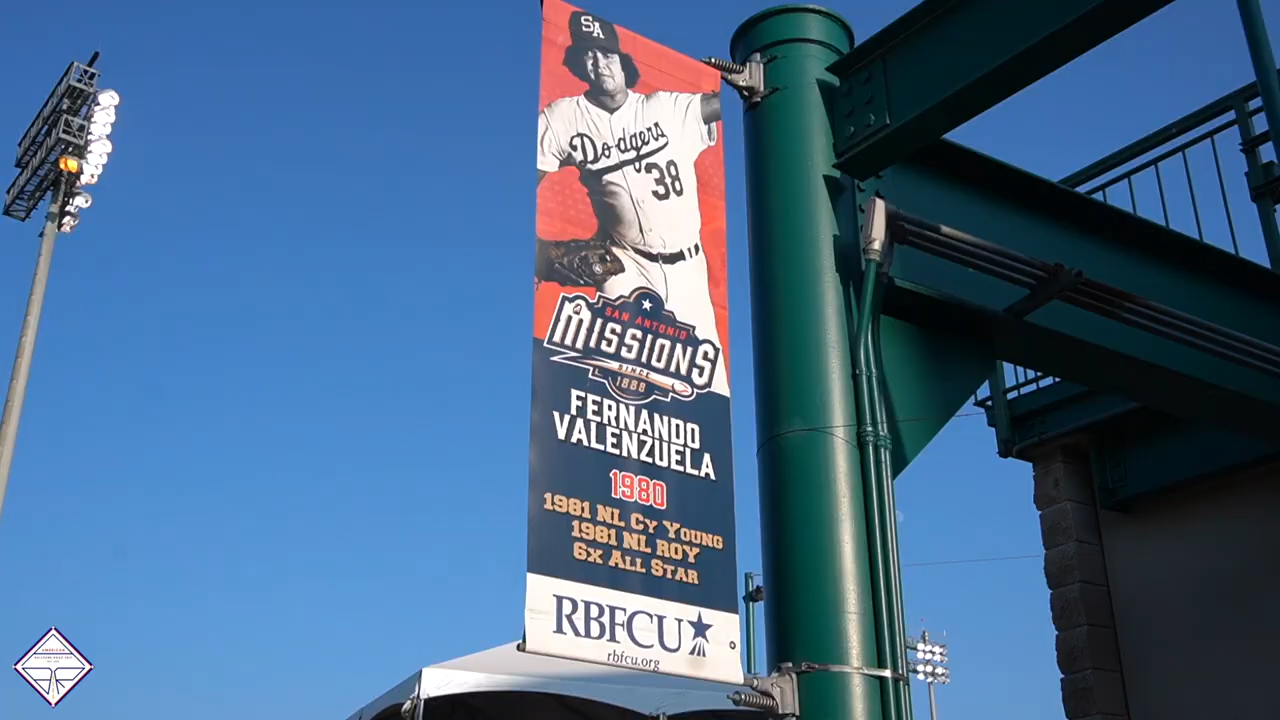 SA
Dodgers
38
SAN ANTONIO
MISSIONS
SINCE
1888
FERNANDO
VALENZUELA
1980
1981 NL CY YOUNG
1981 NL ROY
6X ALL STAR
RBFCU
rbfcu.org
AMERICAN